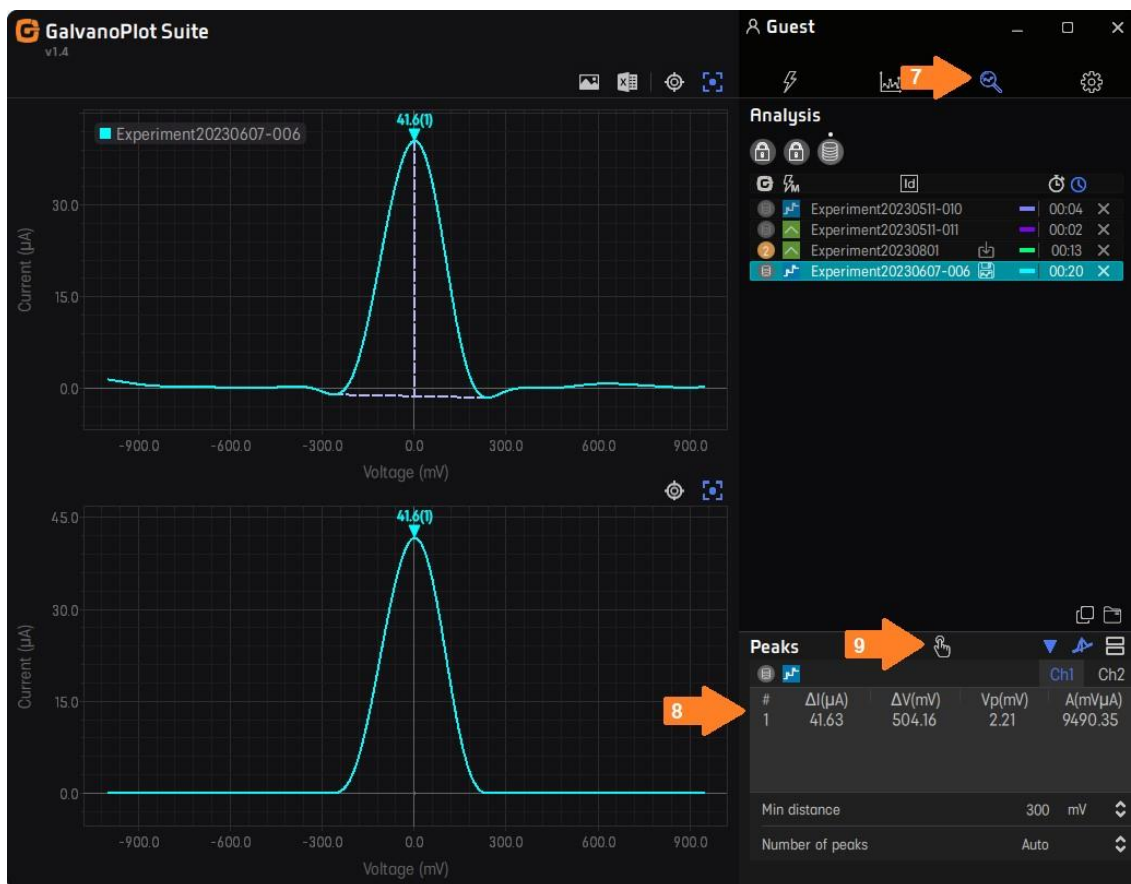 GalvanoPlot Suite
v1.4
Guest
7
Analysis
Id
M
Experiment20230511-010 00:04
Experiment20230511-011 00:02
2 Experiment20230801 00:13
Experiment20230607-006 00:20
41.6(1)
Experiment20230607-006
30.0
15.0
0.0
Current (µA)
-900.0 -600.0 -300.0 0.0 300.0 600.0 900.0
Voltage (mV)
41.6(1)
45.0
30.0
15.0
0.0
Current (µA)
-900.0 -600.0 -300.0 0.0 300.0 600.0 900.0
Voltage (mV)
Peaks
9
Ch1 Ch2
8
# ΔI(µA) ΔV(mV) Vp(mV) A(mVµA)
1 41.63 504.16 2.21 9490.35
Min distance 300 mV
Number of peaks Auto